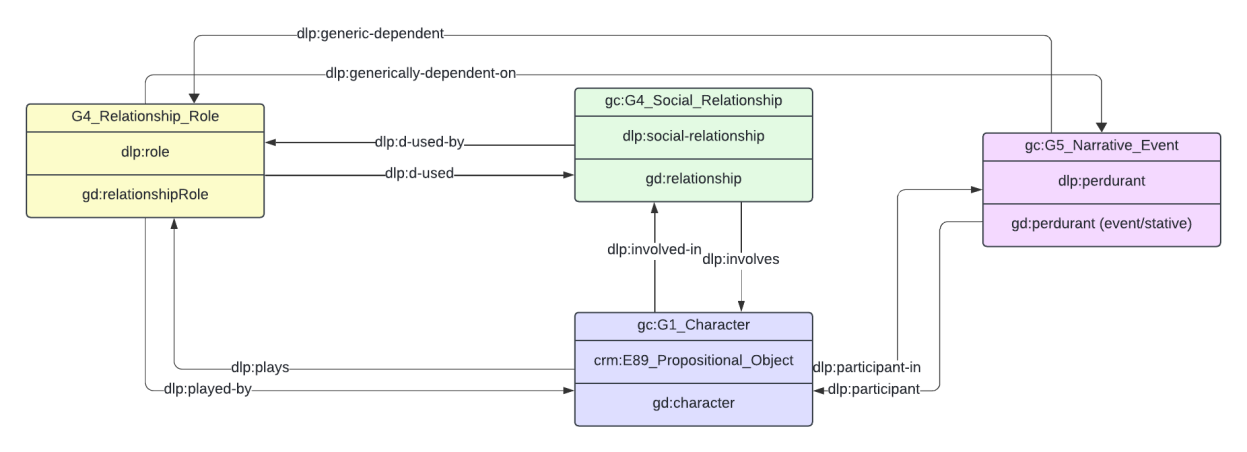 dlp:generic-dependent
dlp:generically-dependent-on
G4_Relationship_Role
dlp:role
gd:relationshipRole
gc:G4_Social_Relationship
dlp:social-relationship
gd:relationship
gc:G5_Narrative_Event
dlp:perdurant
gd:perdurant (event/stative)
dlp:d-used-by
dlp:d-used
dlp:involved-in
dlp:involves
gc:G1_Character
crm:E89_Propositional_Object
gd:character
dlp:plays
dlp:played-by
dlp:participant-in
dlp:participant